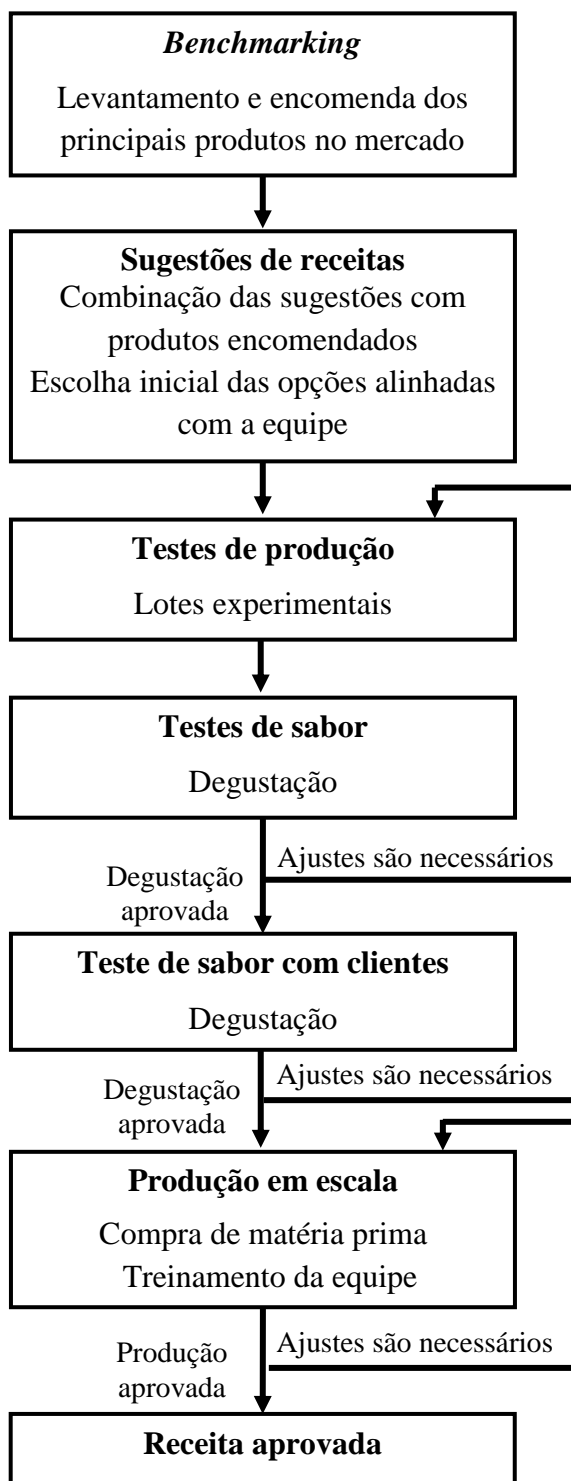 Benchmarking
Levantamento e encomenda dos
principais produtos no mercado
Sugestões de receitas
Combinação das sugestões com
produtos encomendados
Escolha inicial das opções alinhadas
com a equipe
Testes de produção
Lotes experimentais
Testes de sabor
Degustação
Ajustes são necessários
Degustação
aprovada
Teste de sabor com clientes
Degustação
Ajustes são necessários
Degustação
aprovada
Produção em escala
Compra de matéria prima
Treinamento da equipe
Ajustes são necessários
Produção
aprovada
Receita aprovada